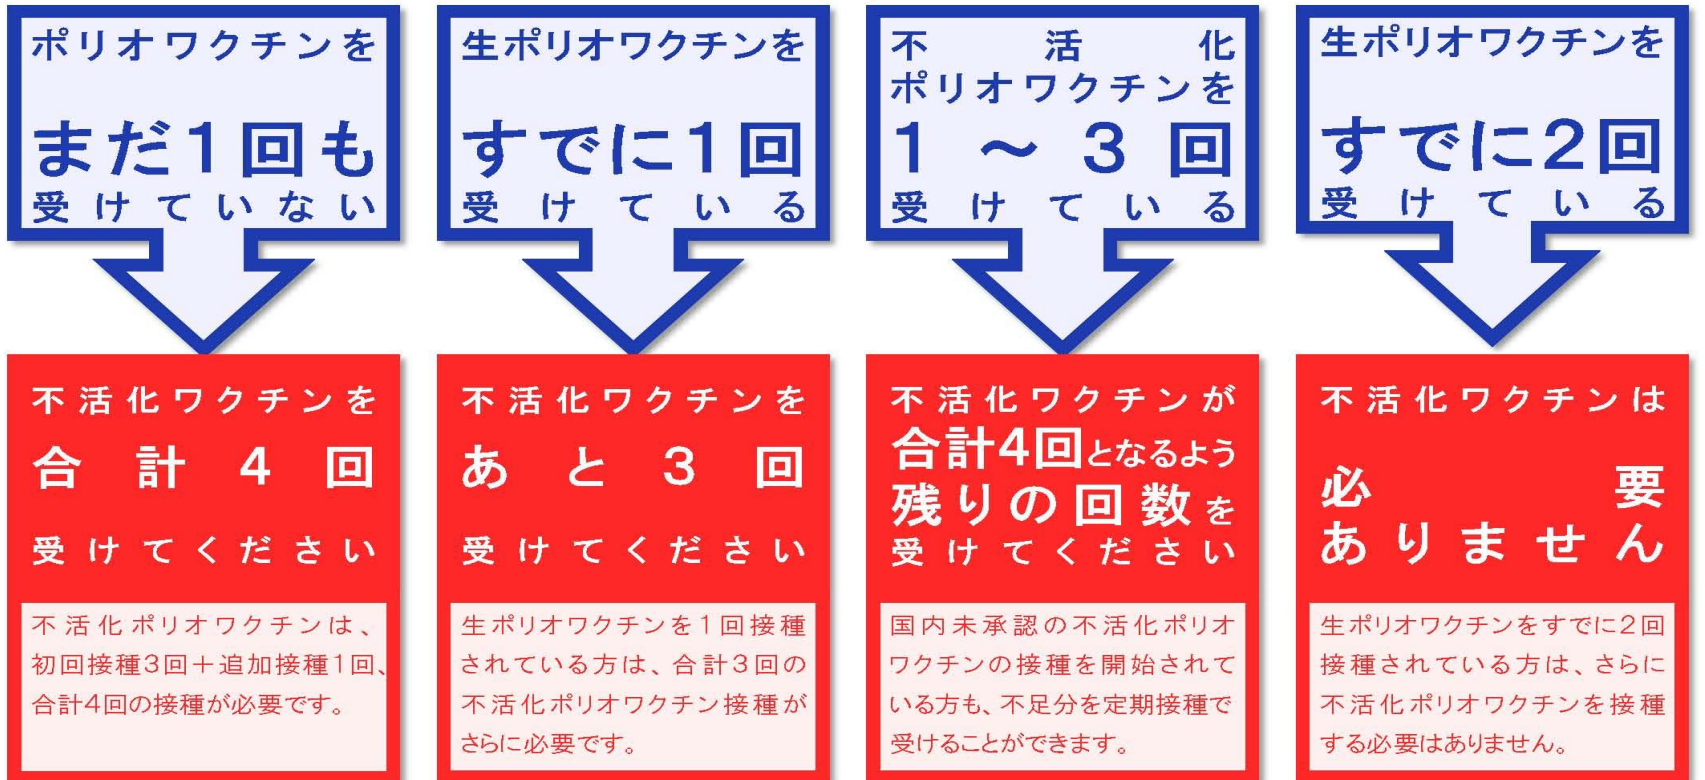 ポリオワクチンを
まだ1回も
受けていない
不活化ワクチンを
合計4回
受けてください
不活化ポリオワクチンは、
初回接種3回＋追加接種1回、
合計4回の接種が必要です。
生ポリオワクチンを
すでに1回
受けている
不活化ワクチンを
あと3回
受けてください
生ポリオワクチンを1回接種
されている方は、合計3回の
不活化ポリオワクチン接種が
さらに必要です。
不活化
ポリオワクチンを
1～3回
受けている
不活化ワクチンが
合計4回となるよう
残りの回数を
受けてください
国内未承認の不活化ポリオ
ワクチンの接種を開始されて
いる方も、不足分を定期接種で
受けることができます。
生ポリオワクチンを
すでに2回
受けている
不活化ワクチンは
必要
ありません
生ポリオワクチンをすでに2回
接種されている方は、さらに
不活化ポリオワクチンを接種
する必要はありません。